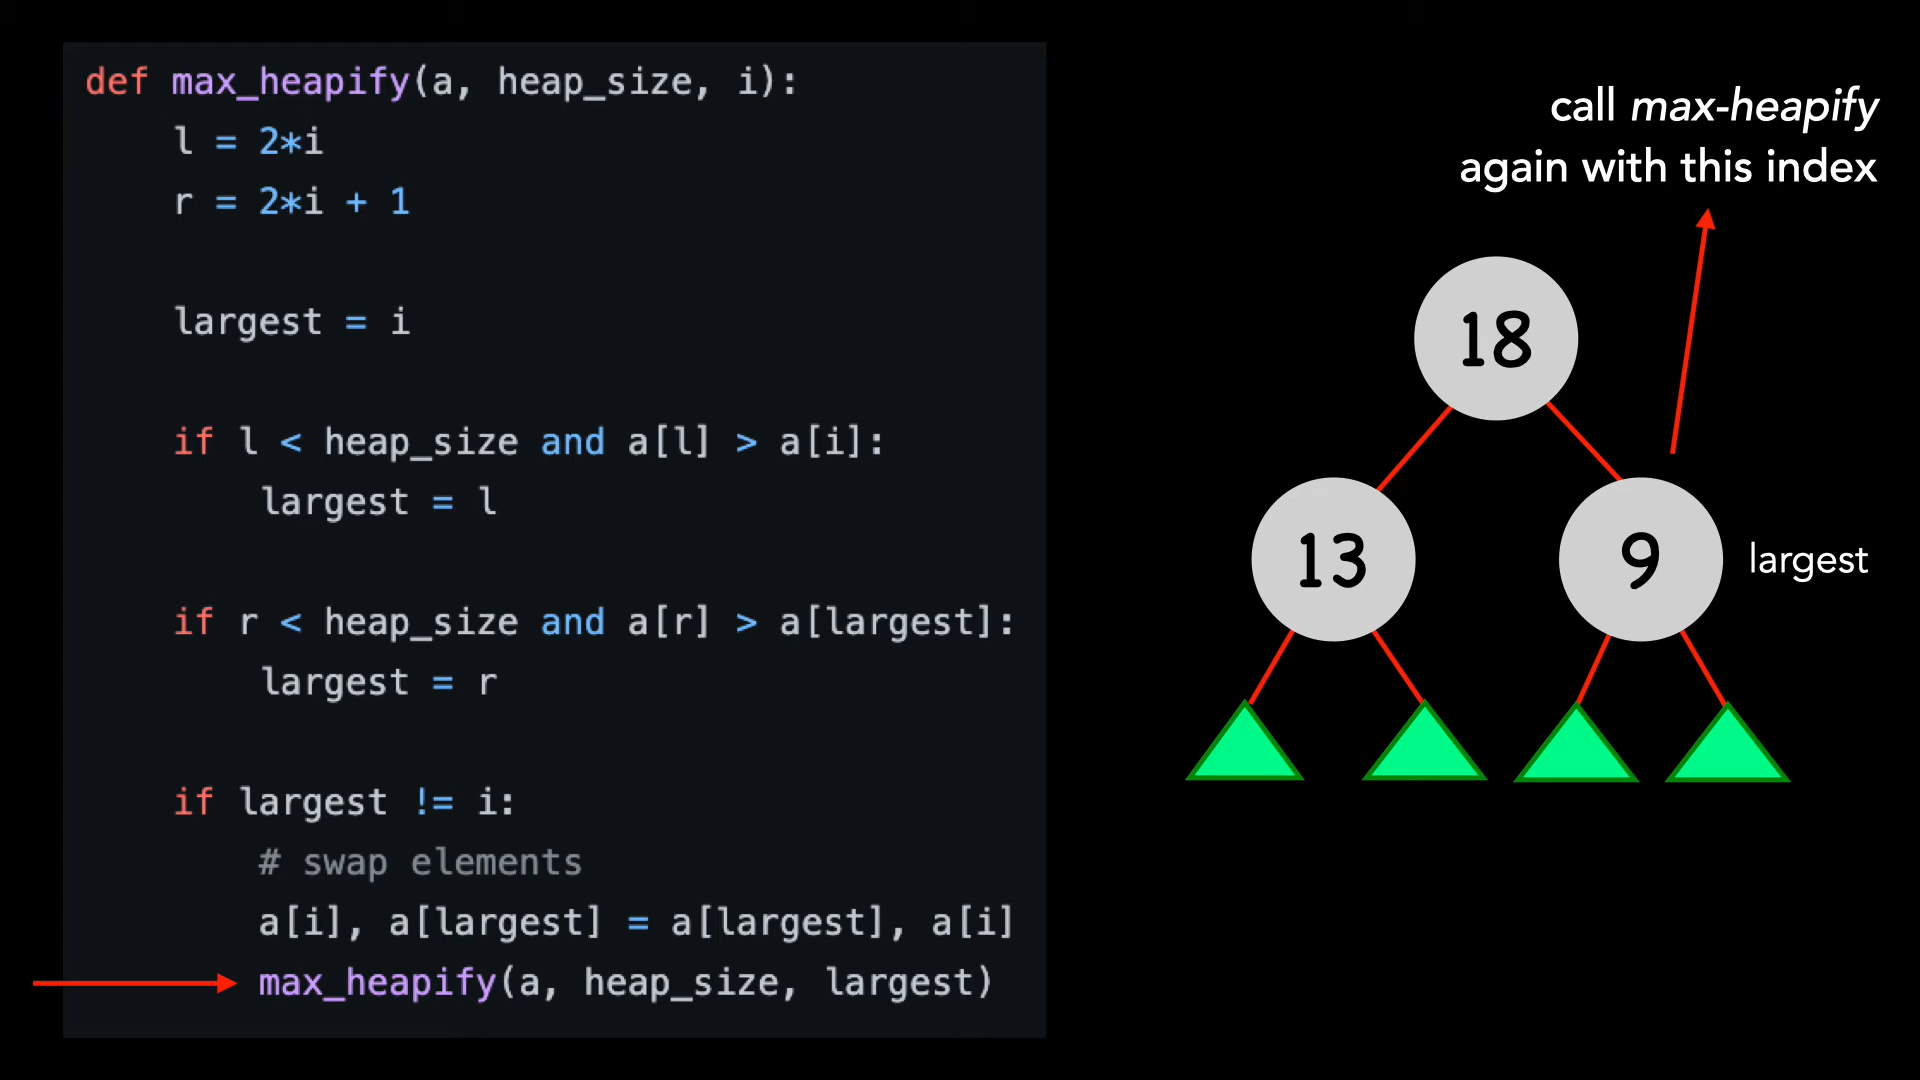 def max_heapify(a, heap_size, i):
l = 2*i
r = 2*i + 1
largest = i
if l < heap_size and a[l] > a[i]:
largest = l
if r < heap_size and a[r] > a[largest]:
largest = r
if largest != i:
# swap elements
a[i], a[largest] = a[largest], a[i]
max_heapify(a, heap_size, largest)
call max-heapify
again with this index
18
13
9
largest